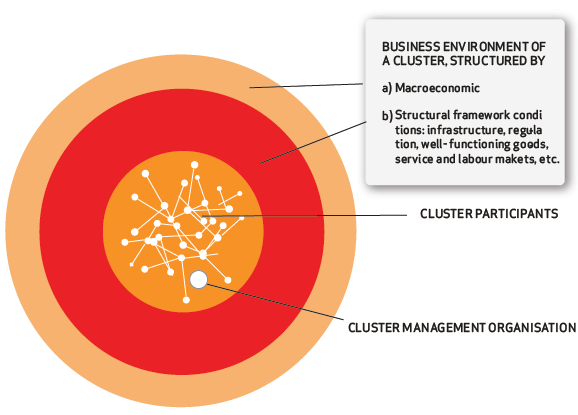 BUSINESS ENVIRONMENT OF
A CLUSTER, STRUCTURED BY
a) Macroeconomic
b) Structural framework condi
tions: infrastructure, regula
tion, well- functioning goods,
service and labour makets, etc.
CLUSTER PARTICIPANTS
CLUSTER MANAGEMENT ORGANISATION